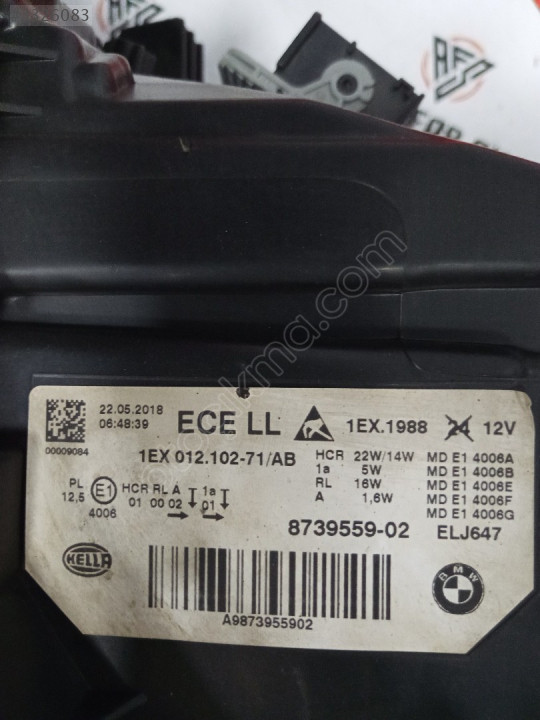 22.05.2018
06:48:39
00009084
ECE LL
1EX.1988 24 12V
1EX 012.102-71/AB
HCR 22W/14W MD E1 4006A
1a 5W MD E1 4006B
RL 16W MD E1 4006E
A 1,6W MD E1 4006F
MD E1 4006G
PL
12,5
E1
4006
HCR RL A 1a
01 00 02 01
8739559-02 ELJ647
HELLA
A9873955902
BMW